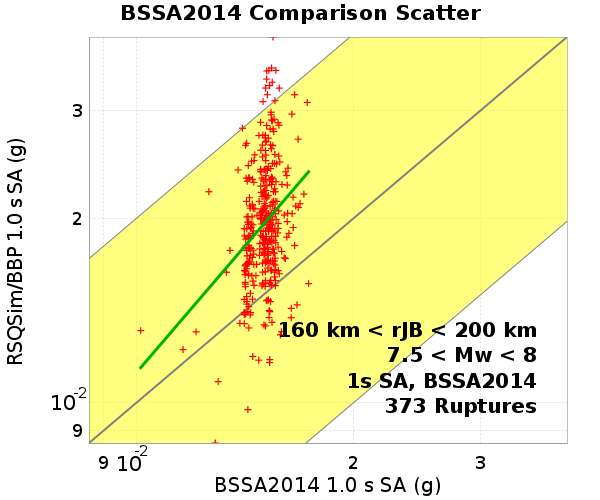 BSSA2014 Comparison Scatter
RSQSim/BBP 1.0 s SA (g)
3
2
10-2
9
160 km < rJB < 200 km
7.5 < Mw < 8
1s SA, BSSA2014
373 Ruptures
9 10-2 2 3
BSSA2014 1.0 s SA (g)